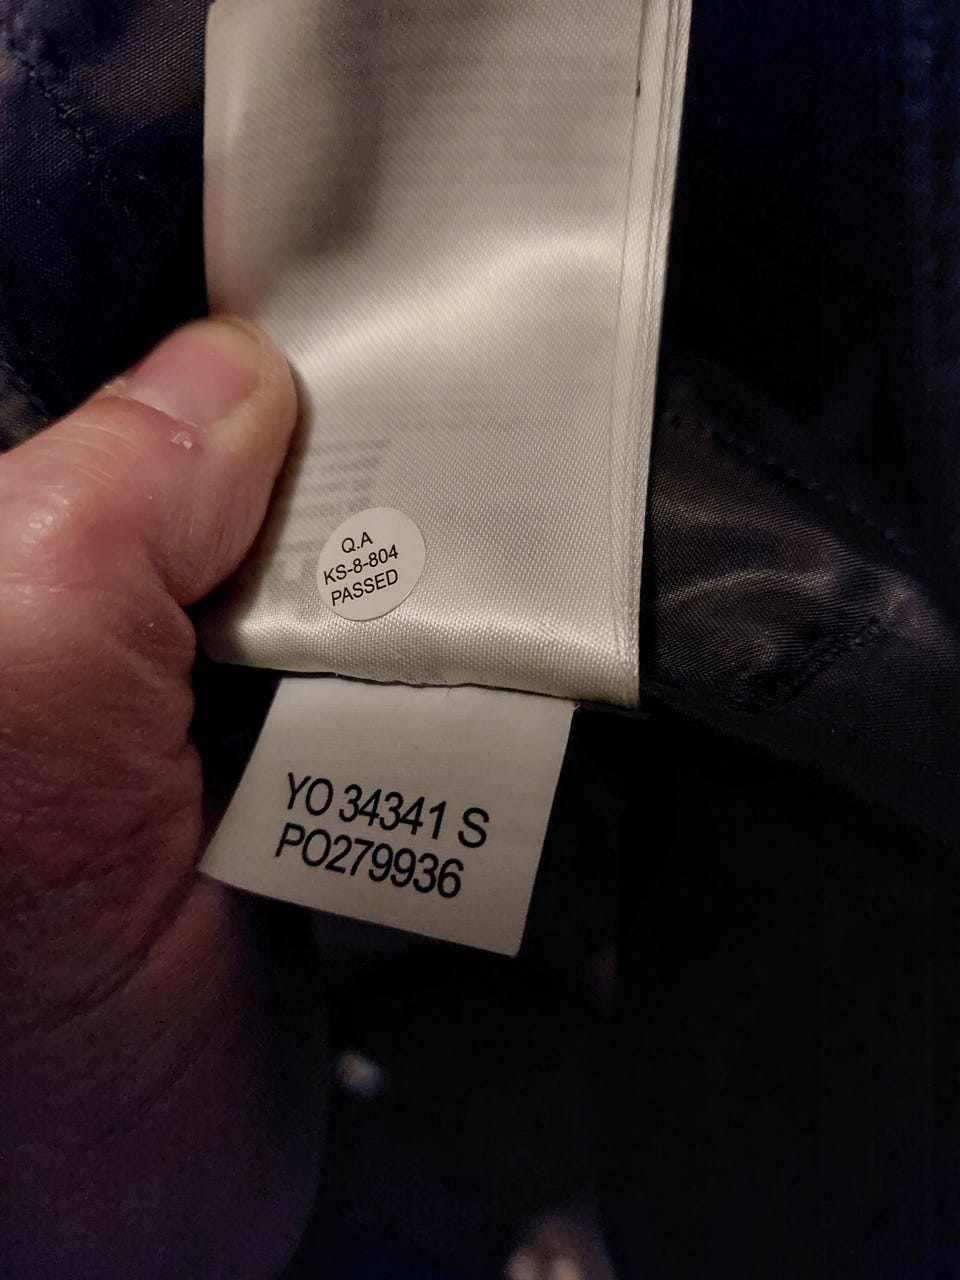 Q.A
KS-8-804
PASSED
YO 34341 S
PO279936